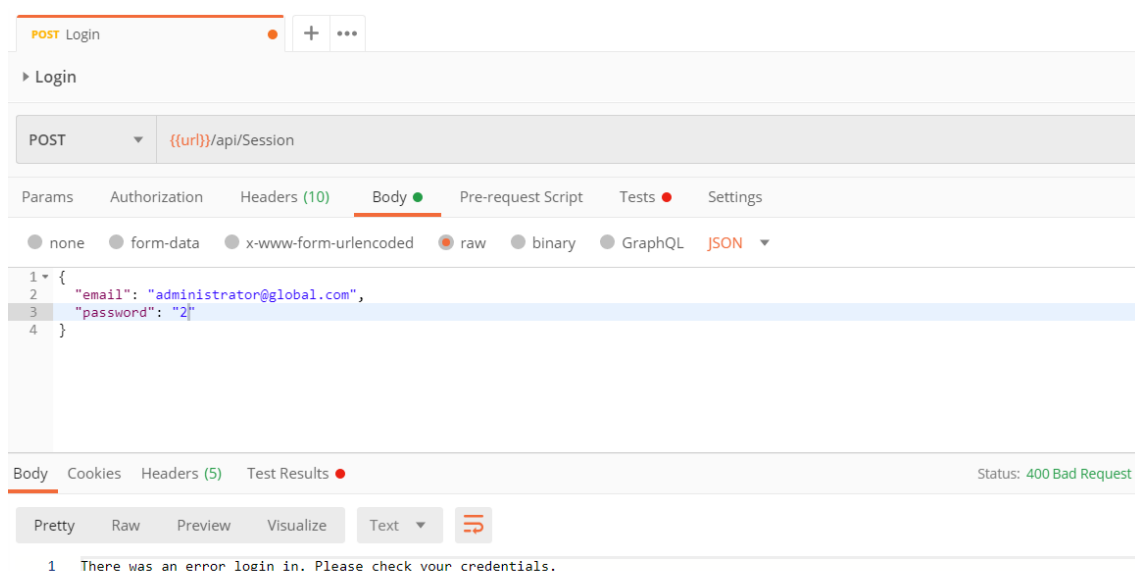 POST Login
Login
POST {{url}}/api/Session
Params Authorization Headers (10) Body Pre-request Script Tests Settings
none form-data x-www-form-urlencoded raw binary GraphQL JSON
1 {
2 "email": "administrator@global.com",
3 "password": "2"
4 }
Body Cookies Headers (5) Test Results Status: 400 Bad Request
Pretty Raw Preview Visualize Text
1 There was an error login in. Please check your credentials.